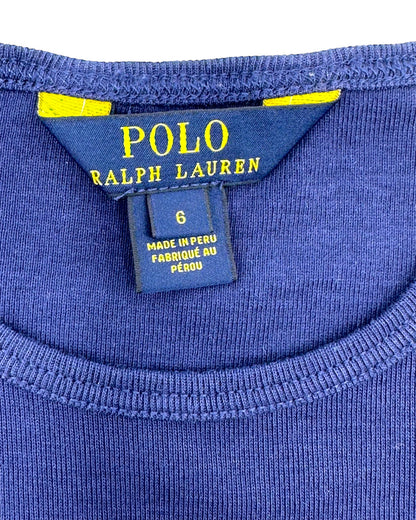 POLO
RALPH LAUREN
6
MADE IN PERU
FABRIQUÉ AU
PÉROU